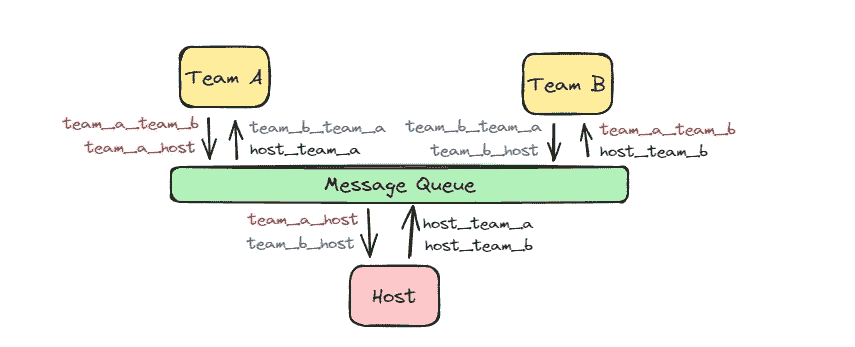 Team A
Team B
team_a_team_b
team_a_host
team_b_team_a
host_team_a
team_b_team_a
team_b_host
team_a_team_b
host_team_b
Message Queue
team_a_host
team_b_host
host_team_a
host_team_b
Host